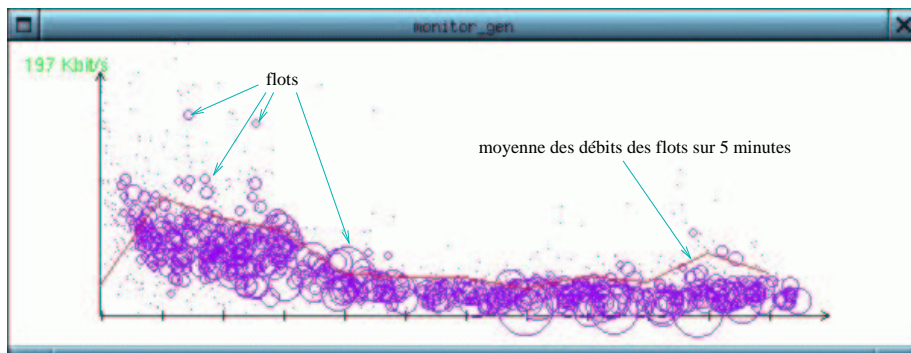 monitor_gen
197 Kbit/s
flots
moyenne des débits des flots sur 5 minutes